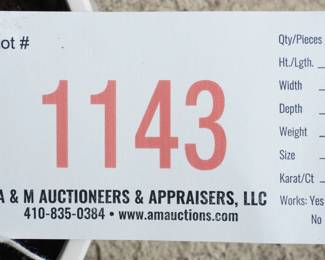 Lot #
1143
A & M AUCTIONEERS & APPRAISERS, LLC
410-835-0384 • www.amauctions.com
Qty/Pieces
Ht./Lgth.
Width
Depth
Weight
Size
Karat/Ct
Works: Yes
No